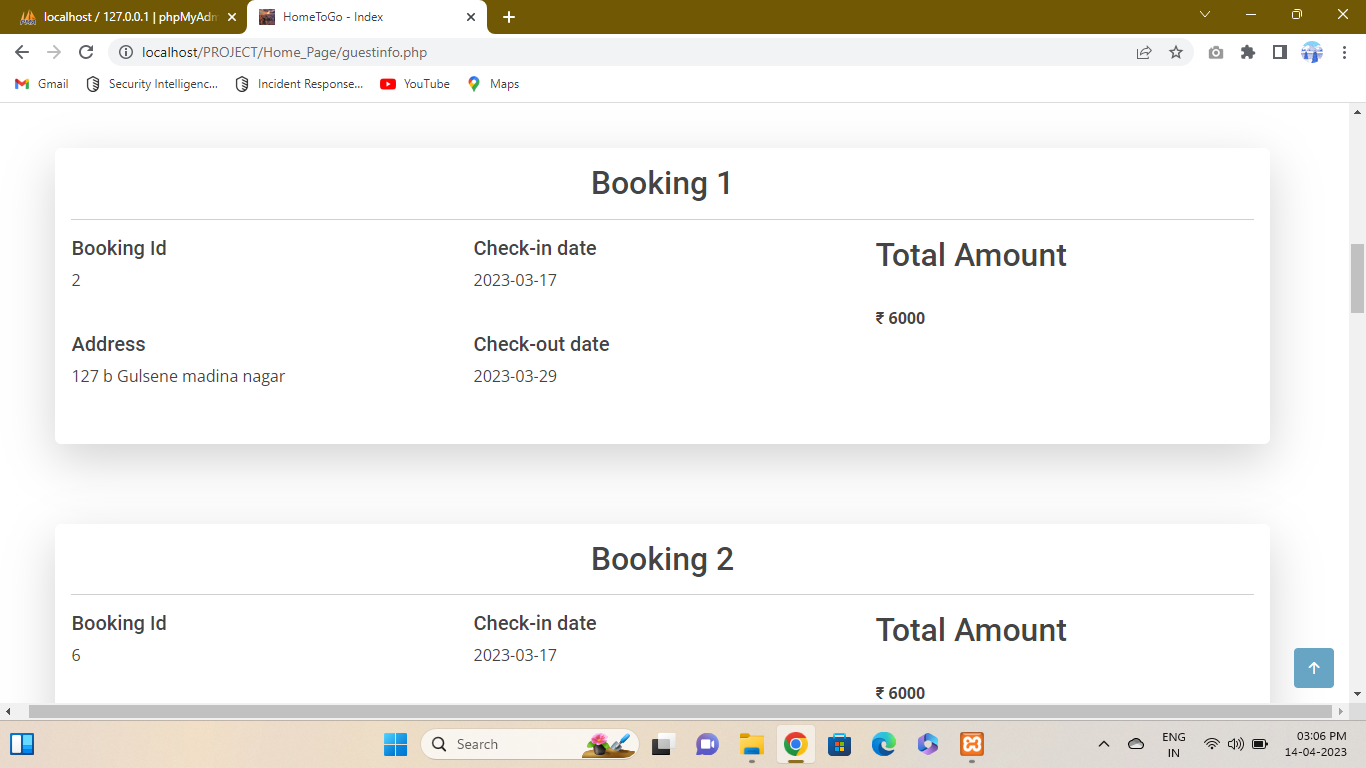 localhost / 127.0.0.1 | phpMyAdm
HomeToGo - Index
localhost/PROJECT/Home_Page/guestinfo.php
Gmail
Security Intelligenc...
Incident Response...
YouTube
Maps
Booking 1
Booking Id
Check-in date
Total Amount
2
2023-03-17
₹ 6000
Address
Check-out date
127 b Gulsene madina nagar
2023-03-29
Booking 2
Booking Id
Check-in date
Total Amount
6
2023-03-17
₹ 6000
Search
ENG
IN
03:06 PM
14-04-2023